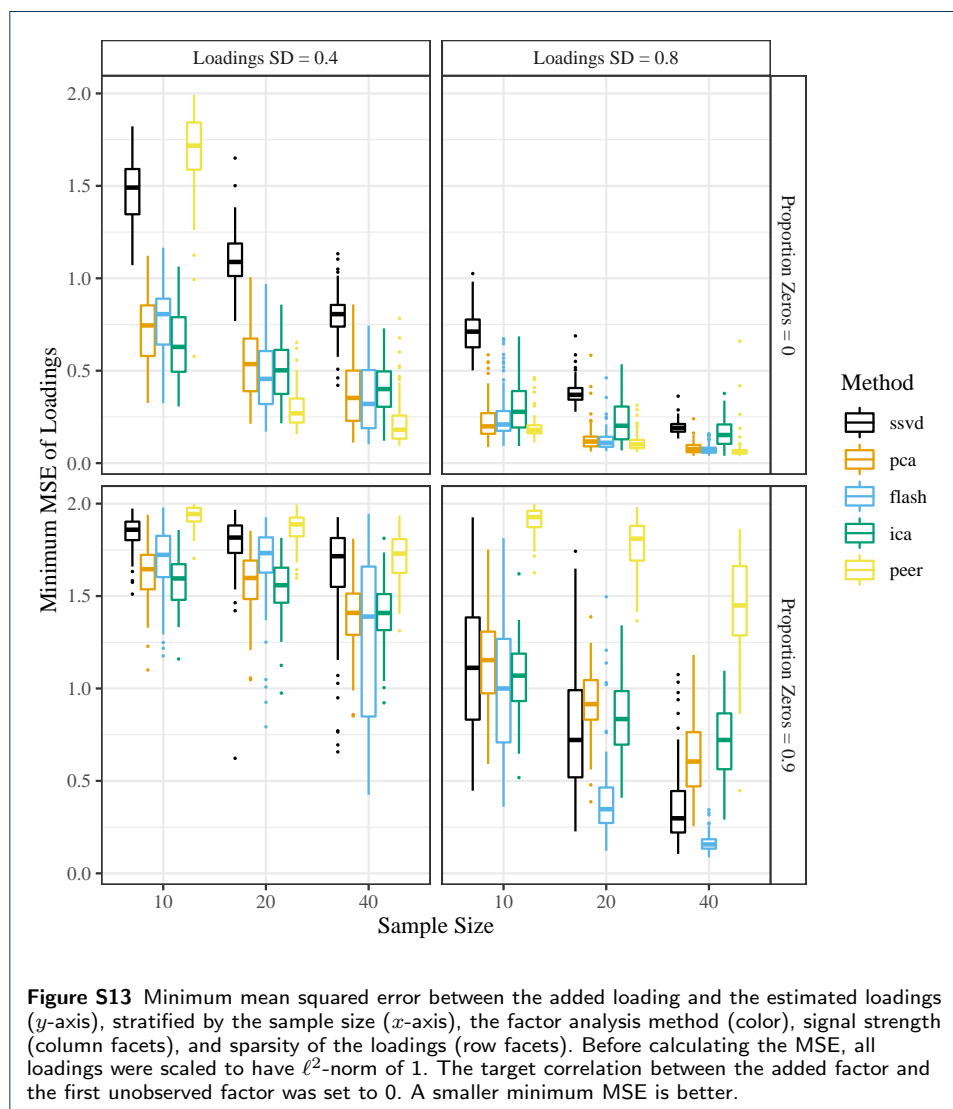 Loadings SD = 0.4
Loadings SD = 0.8
Minimum MSE of Loadings
2.0
1.5
1.0
0.5
0.0
Proportion Zeros = 0
2.0
1.5
1.0
0.5
0.0
Proportion Zeros = 0.9
10
20
40
10
20
40
Sample Size
Method
ssvd
pca
flash
ica
peer
Figure S13 Minimum mean squared error between the added loading and the estimated loadings
(y-axis), stratified by the sample size (x-axis), the factor analysis method (color), signal strength
(column facets), and sparsity of the loadings (row facets). Before calculating the MSE, all
loadings were scaled to have ℓ²-norm of 1. The target correlation between the added factor and
the first unobserved factor was set to 0. A smaller minimum MSE is better.